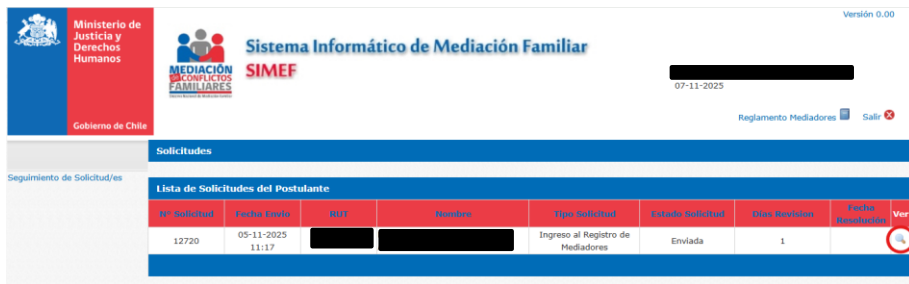 Versión 0.00
Ministerio de
Justicia y
Derechos
Humanos
Gobierno de Chile
MEDIACIÓN
CONFLICTOS
FAMILIARES
Sistema Informático de Mediación Familiar
SIMEF
07-11-2025
Reglamento Mediadores Salir
Solicitudes
Seguimiento de Solicitud/es
Lista de Solicitudes del Postulante
N° Solicitud Fecha Envio RUT Nombre Tipo Solicitud Estado Solicitud Días Revision Fecha Resolución Ver
12720 05-11-2025 11:17 Ingreso al Registro de Mediadores Enviada 1